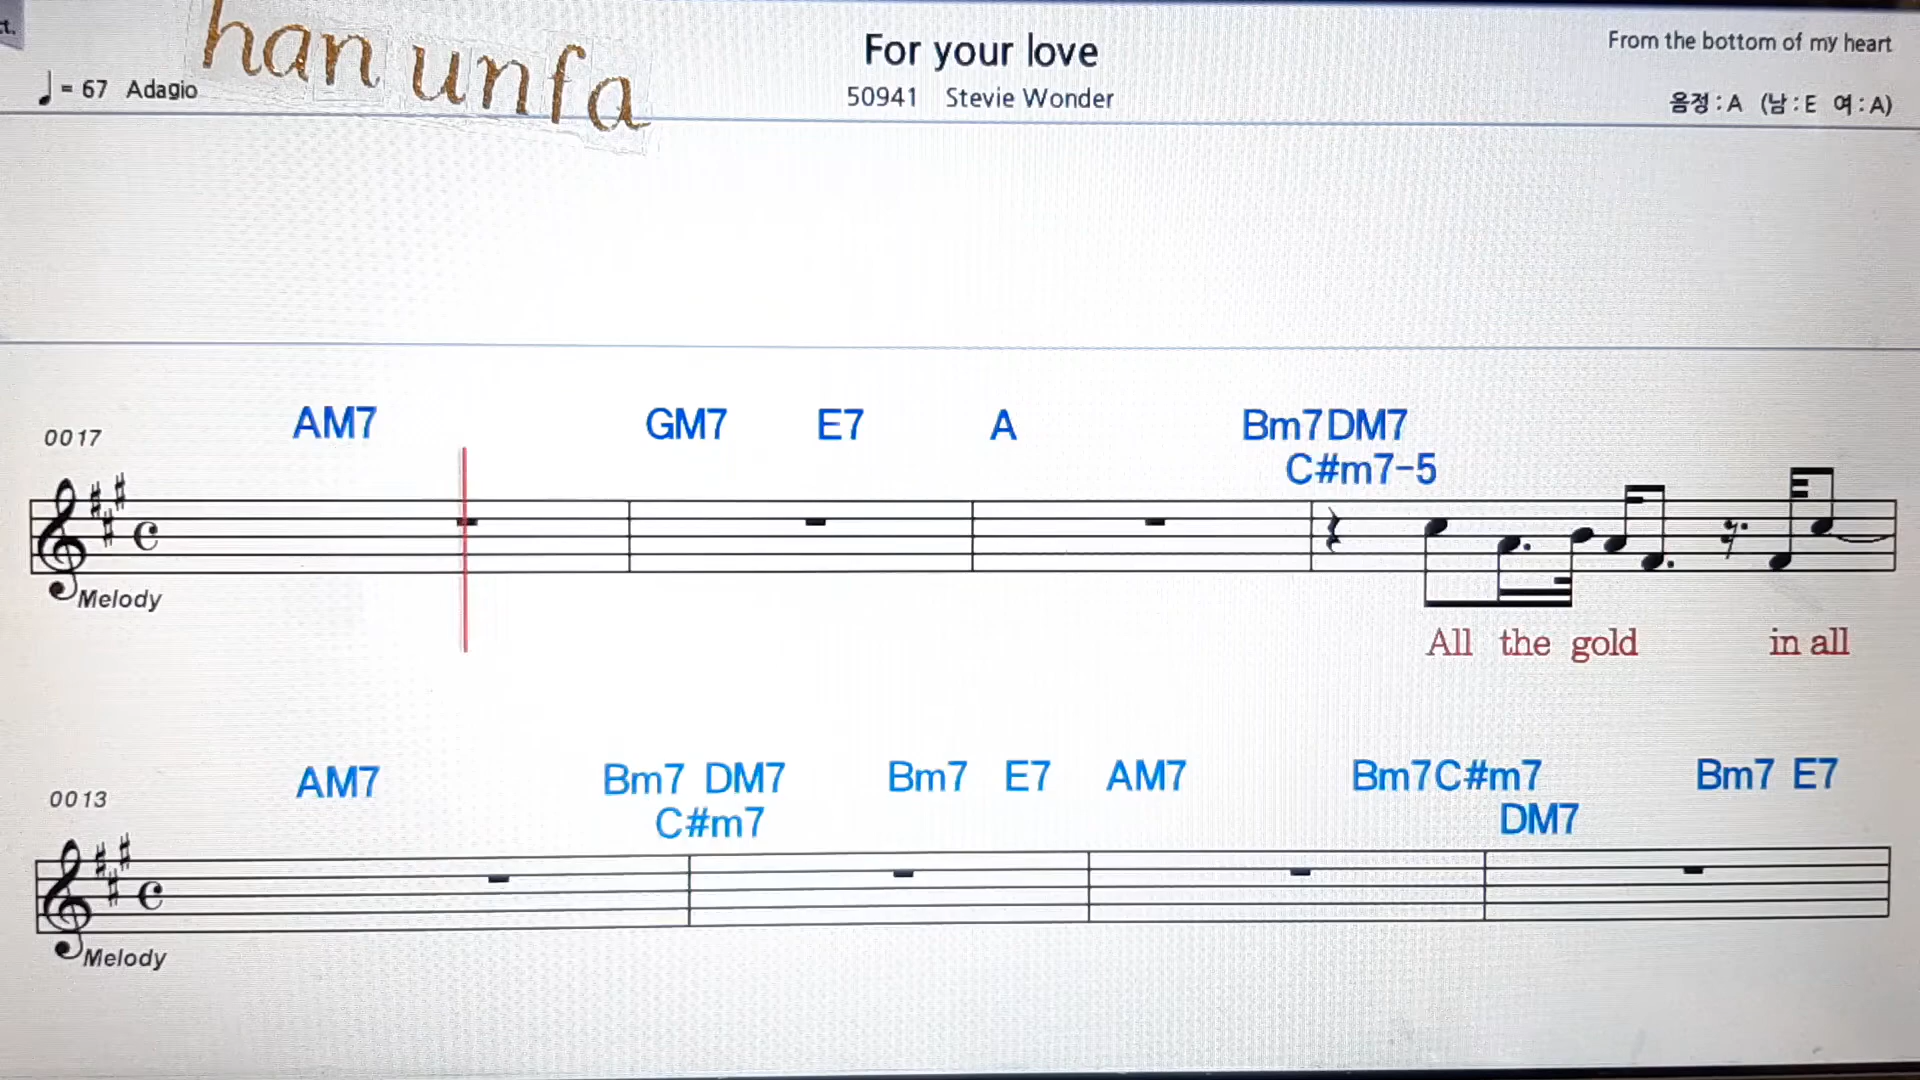 ct.
han unfa
For your love
From the bottom of my heart
♩ = 67 Adagio
50941 Stevie Wonder
음정 : A (남 : E 여 : A)
AM7 GM7 E7 A Bm7DM7
0017
C#m7-5
Melody
All the gold in all
AM7 Bm7 DM7 Bm7 E7 AM7 Bm7C#m7 Bm7 E7
0013
C#m7 DM7
Melody